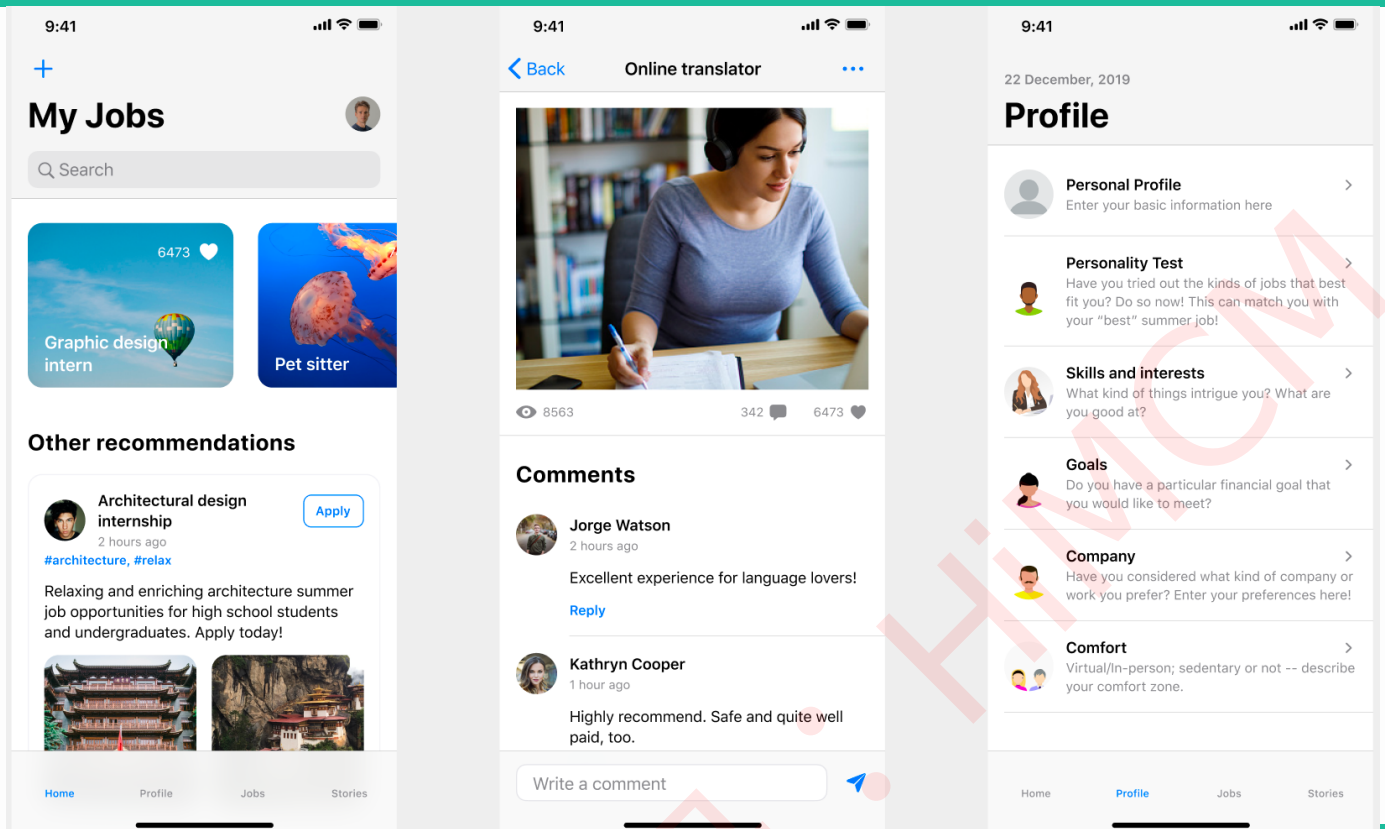 9:41
My Jobs
Search
6473
Graphic design
intern
Pet sitter
Other recommendations
Architectural design
internship
Apply
2 hours ago
#architecture, #relax
Relaxing and enriching architecture summer
job opportunities for high school students
and undergraduates. Apply today!
Home Profile Jobs Stories
9:41
Back Online translator
8563 342 6473
Comments
Jorge Watson
2 hours ago
Excellent experience for language lovers!
Reply
Kathryn Cooper
1 hour ago
Highly recommend. Safe and quite well
paid, too.
Write a comment
9:41
22 December, 2019
Profile
Personal Profile
Enter your basic information here
Personality Test
Have you tried out the kinds of jobs that best
fit you? Do so now! This can match you with
your “best” summer job!
Skills and interests
What kind of things intrigue you? What are
you good at?
Goals
Do you have a particular financial goal that
you would like to meet?
Company
Have you considered what kind of company or
work you prefer? Enter your preferences here!
Comfort
Virtual/In-person; sedentary or not -- describe
your comfort zone.
Home Profile Jobs Stories
HiMCM